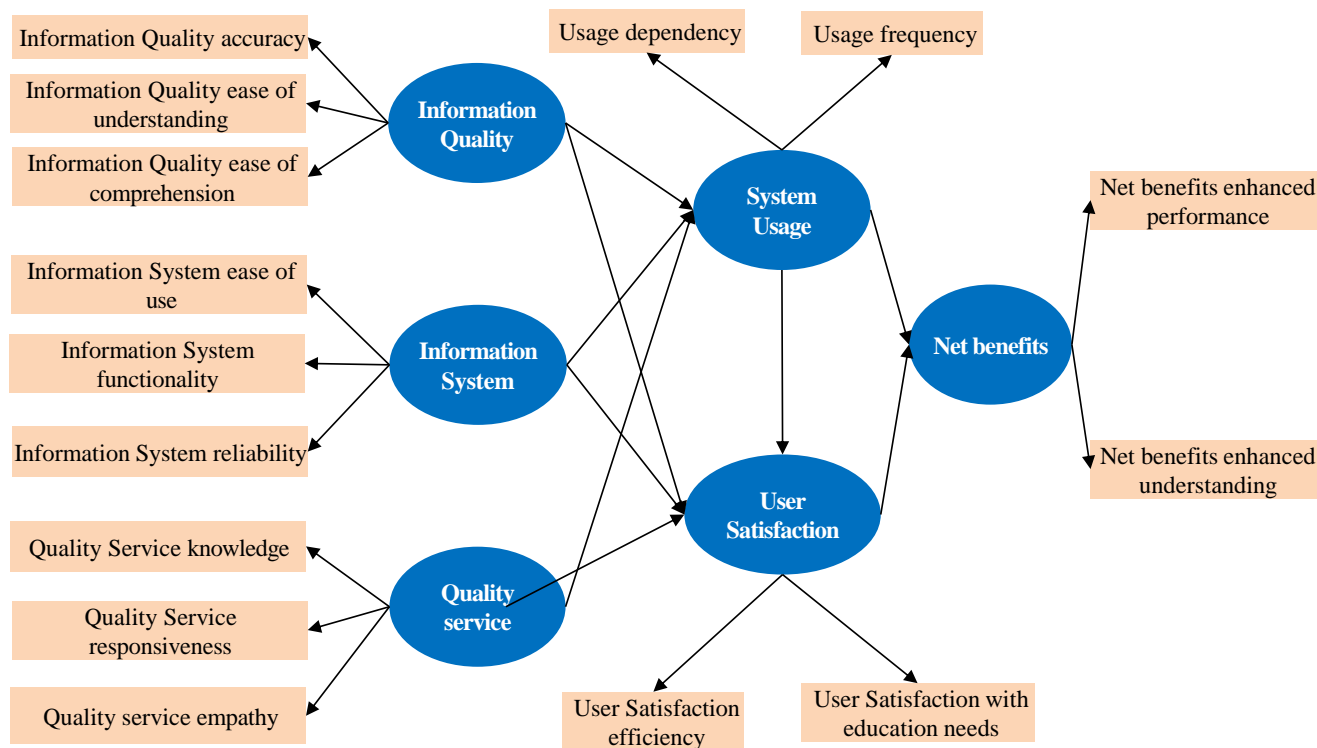 Information Quality accuracy
Information Quality ease of
understanding
Information Quality ease of
comprehension
Information System ease of
use
Information System
functionality
Information System reliability
Quality Service knowledge
Quality Service
responsiveness
Quality service empathy
Information
Quality
Information
System
Quality
service
Usage dependency
Usage frequency
System
Usage
User
Satisfaction
User Satisfaction
efficiency
User Satisfaction with
education needs
Net benefits
Net benefits enhanced
performance
Net benefits enhanced
understanding